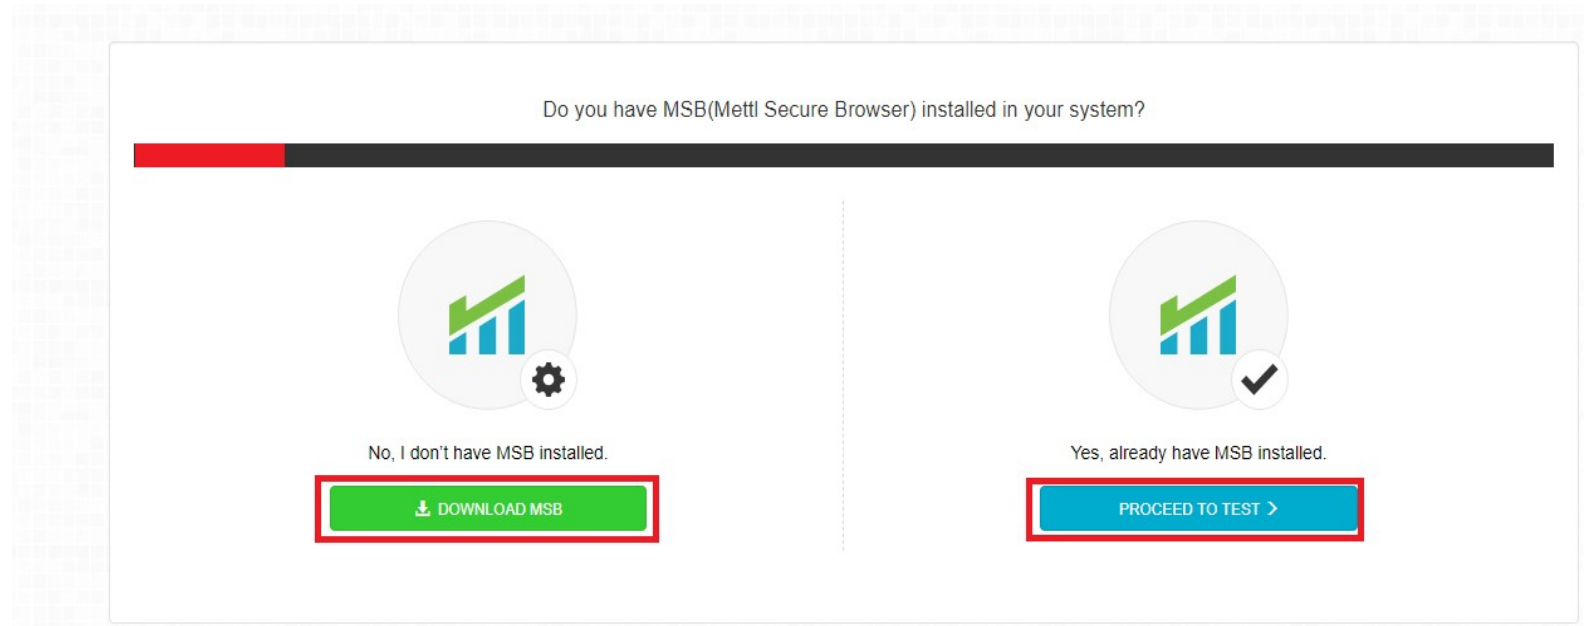 Do you have MSB(Mettl Secure Browser) installed in your system?
No, I don't have MSB installed.
DOWNLOAD MSB
Yes, already have MSB installed.
PROCEED TO TEST